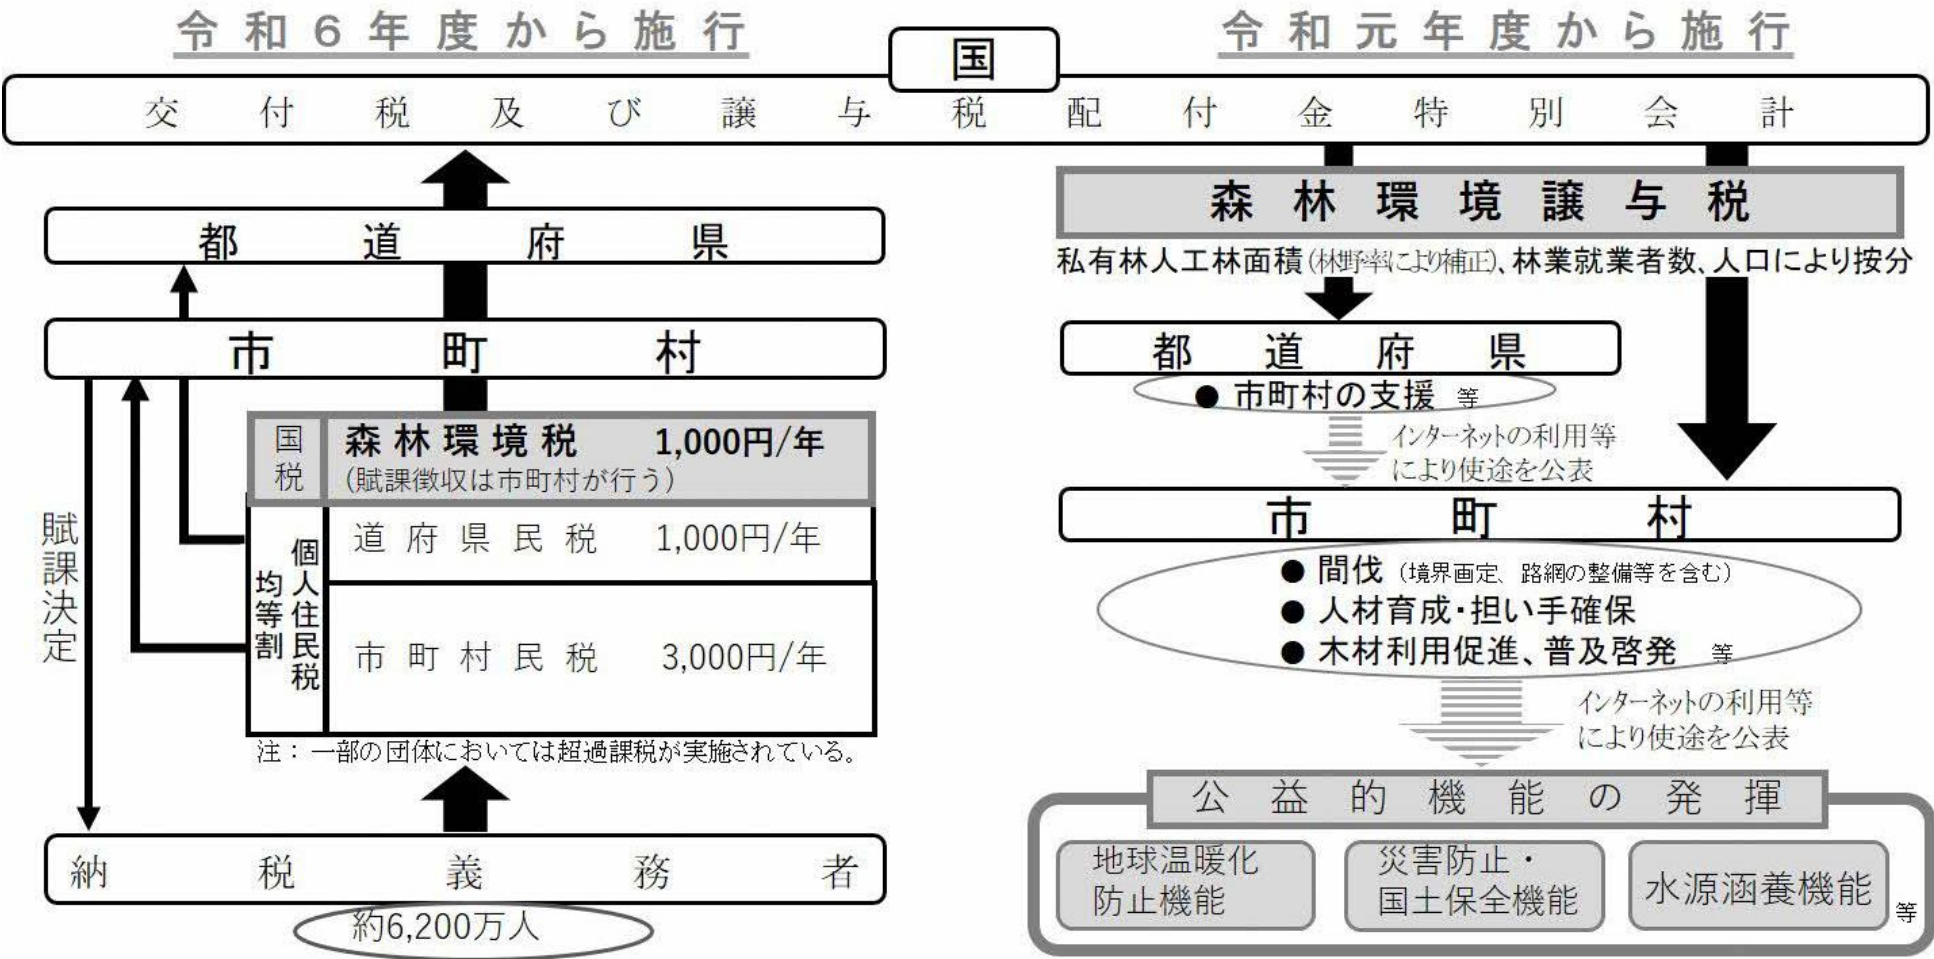 令和６年度から施行
国
令和元年度から施行
交付税及び譲与税配付金特別会計
都道府県
市町村
国税
森林環境税 1,000円/年
(賦課徴収は市町村が行う)
個人住民税
均等割
道府県民税 1,000円/年
市町村民税 3,000円/年
賦課決定
注：一部の団体においては超過課税が実施されている。
納税義務者
約6,200万人
森林環境譲与税
私有林人工林面積(林野率により補正)、林業就業者数、人口により按分
都道府県
● 市町村の支援 等
インターネットの利用等
により使途を公表
市町村
● 間伐（境界画定、路網の整備等を含む）
● 人材育成・担い手確保
● 木材利用促進、普及啓発 等
インターネットの利用等
により使途を公表
公益的機能の発揮
地球温暖化
防止機能
災害防止・
国土保全機能
水源涵養機能
等